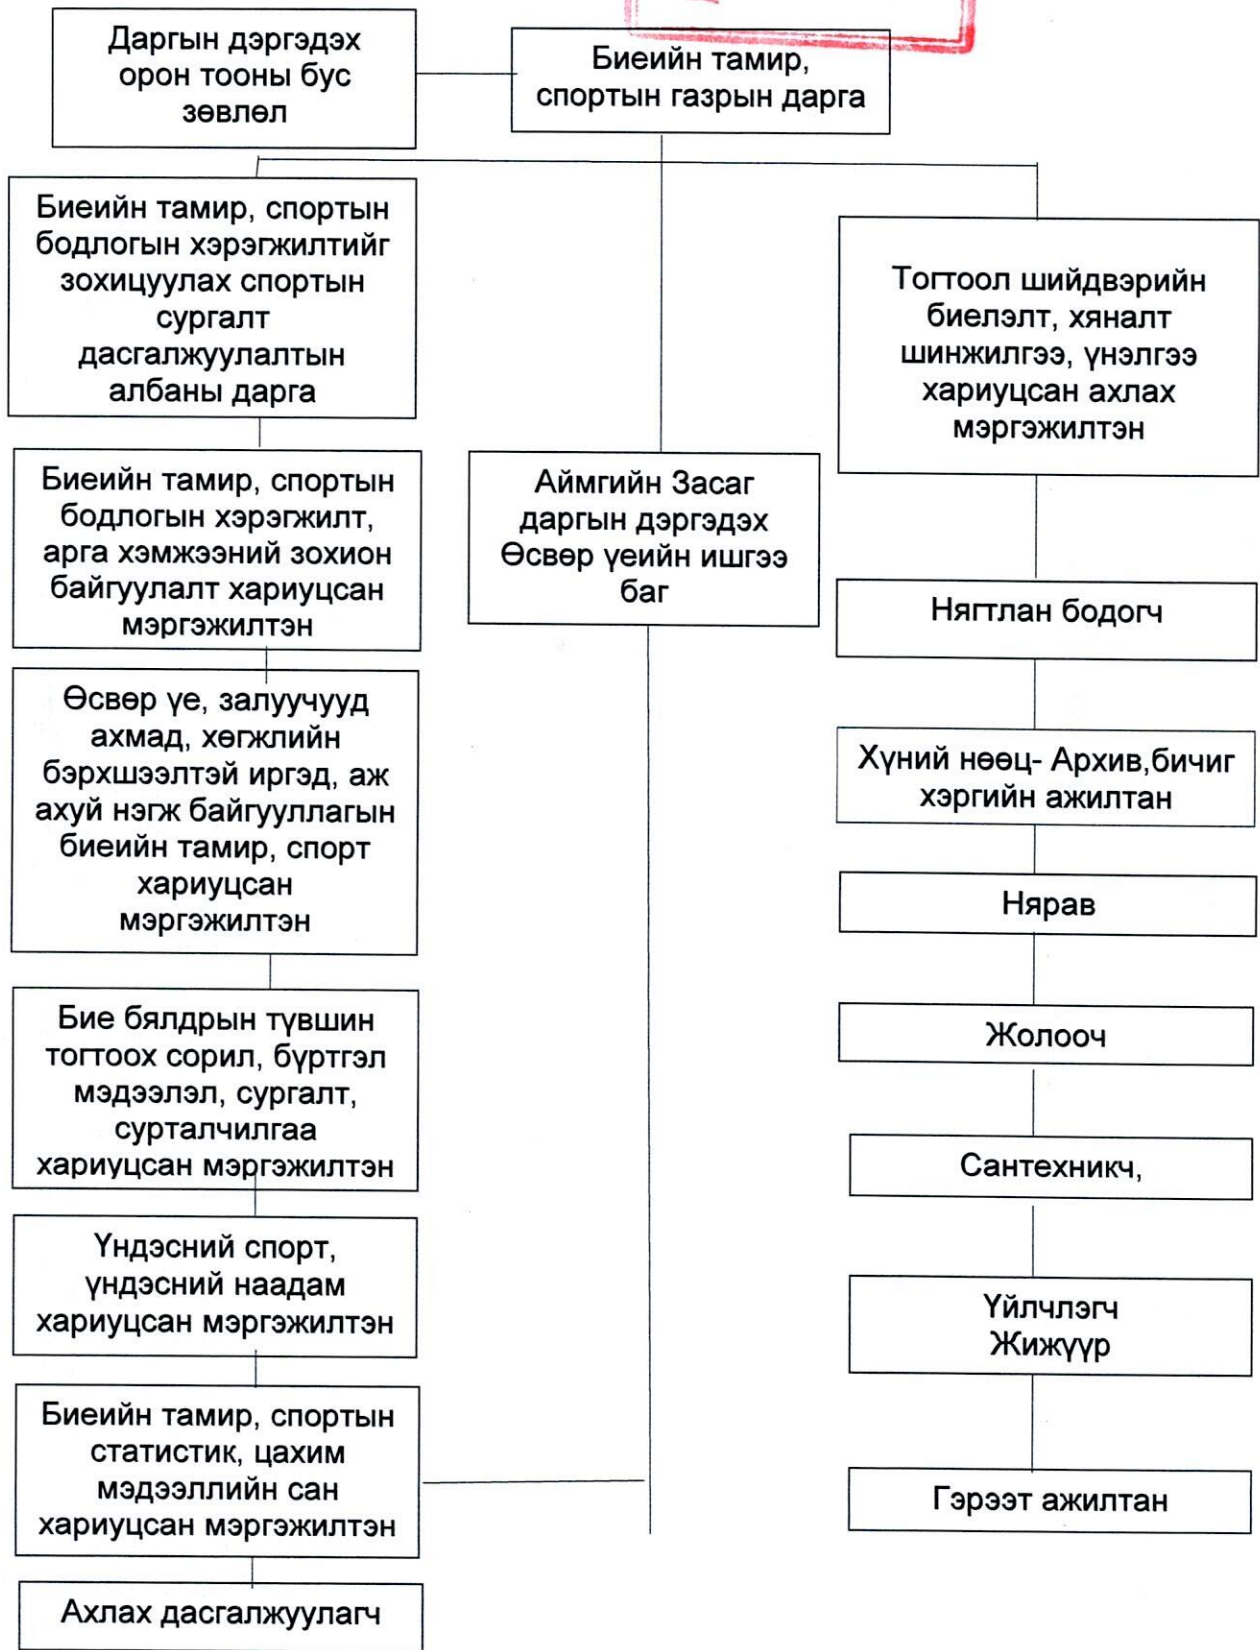 Даргын дэргэдэх
орон тооны бус
зөвлөл
Биеийн тамир,
спортын газрын дарга
Биеийн тамир, спортын
бодлогын хэрэгжилтийг
зохицуулах спортын
сургалт
дасгалжуулалтын
албаны дарга
Биеийн тамир, спортын
бодлогын хэрэгжилт,
арга хэмжээний зохион
байгуулалт хариуцсан
мэргэжилтэн
Өсвөр үе, залуучууд
ахмад, хөгжлийн
бэрхшээлтэй иргэд, аж
ахуй нэгж байгууллагын
биеийн тамир, спорт
хариуцсан
мэргэжилтэн
Бие бялдрын түвшин
тогтоох сорил, бүртгэл
мэдээлэл, сургалт,
сурталчилгаа
хариуцсан мэргэжилтэн
Үндэсний спорт,
үндэсний наадам
хариуцсан мэргэжилтэн
Биеийн тамир, спортын
статистик, цахим
мэдээллийн сан
хариуцсан мэргэжилтэн
Ахлах дасгалжуулагч
Аймгийн Засаг
даргын дэргэдэх
Өсвөр үеийн ишгээ
баг
Тогтоол шийдвэрийн
биелэлт, хяналт
шинжилгээ, үнэлгээ
хариуцсан ахлах
мэргэжилтэн
Нягтлан бодогч
Хүний нөөц- Архив,бичиг
хэргийн ажилтан
Нярав
Жолооч
Сантехникч,
Үйлчлэгч
Жижүүр
Гэрээт ажилтан